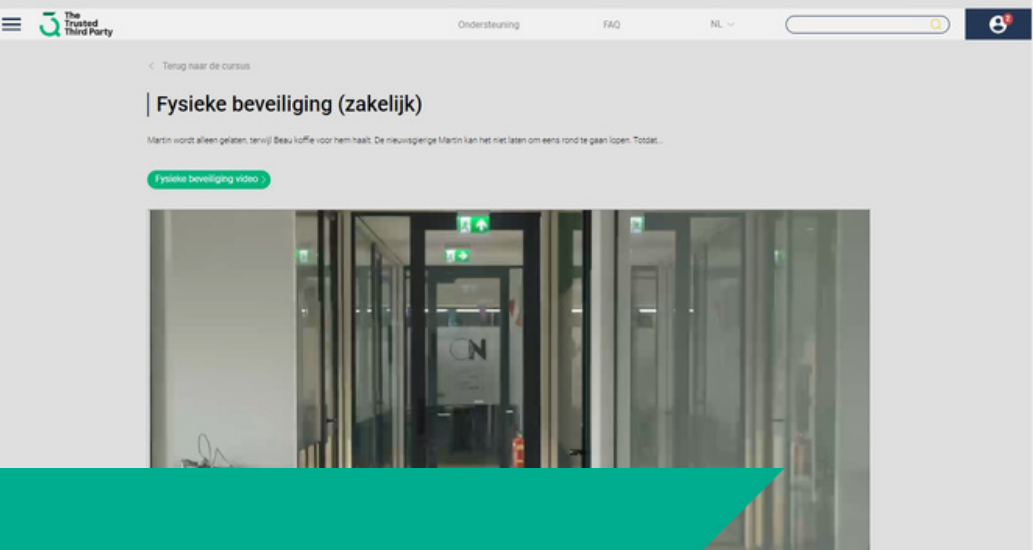 The
Trusted
Third Party
Ondersteuning
FAQ
NL
2
Terug naar de cursus
Fysieke beveiliging (zakelijk)
Martin wordt alleen gelaten, terwijl Beau koffie voor hem haalt. De nieuwsgierige Martin kan het niet laten om eens rond te gaan lopen. Totdat...
Fysieke beveiliging video